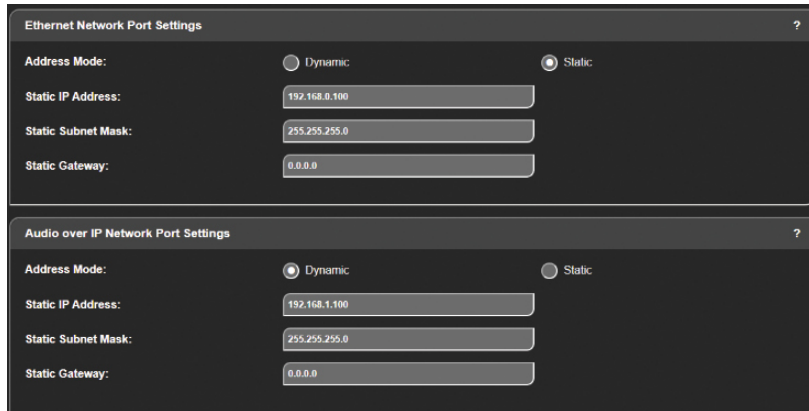 Ethernet Network Port Settings ?
Address Mode: Dynamic Static
Static IP Address: 192.168.0.100
Static Subnet Mask: 255.255.255.0
Static Gateway: 0.0.0.0
Audio over IP Network Port Settings ?
Address Mode: Dynamic Static
Static IP Address: 192.168.1.100
Static Subnet Mask: 255.255.255.0
Static Gateway: 0.0.0.0